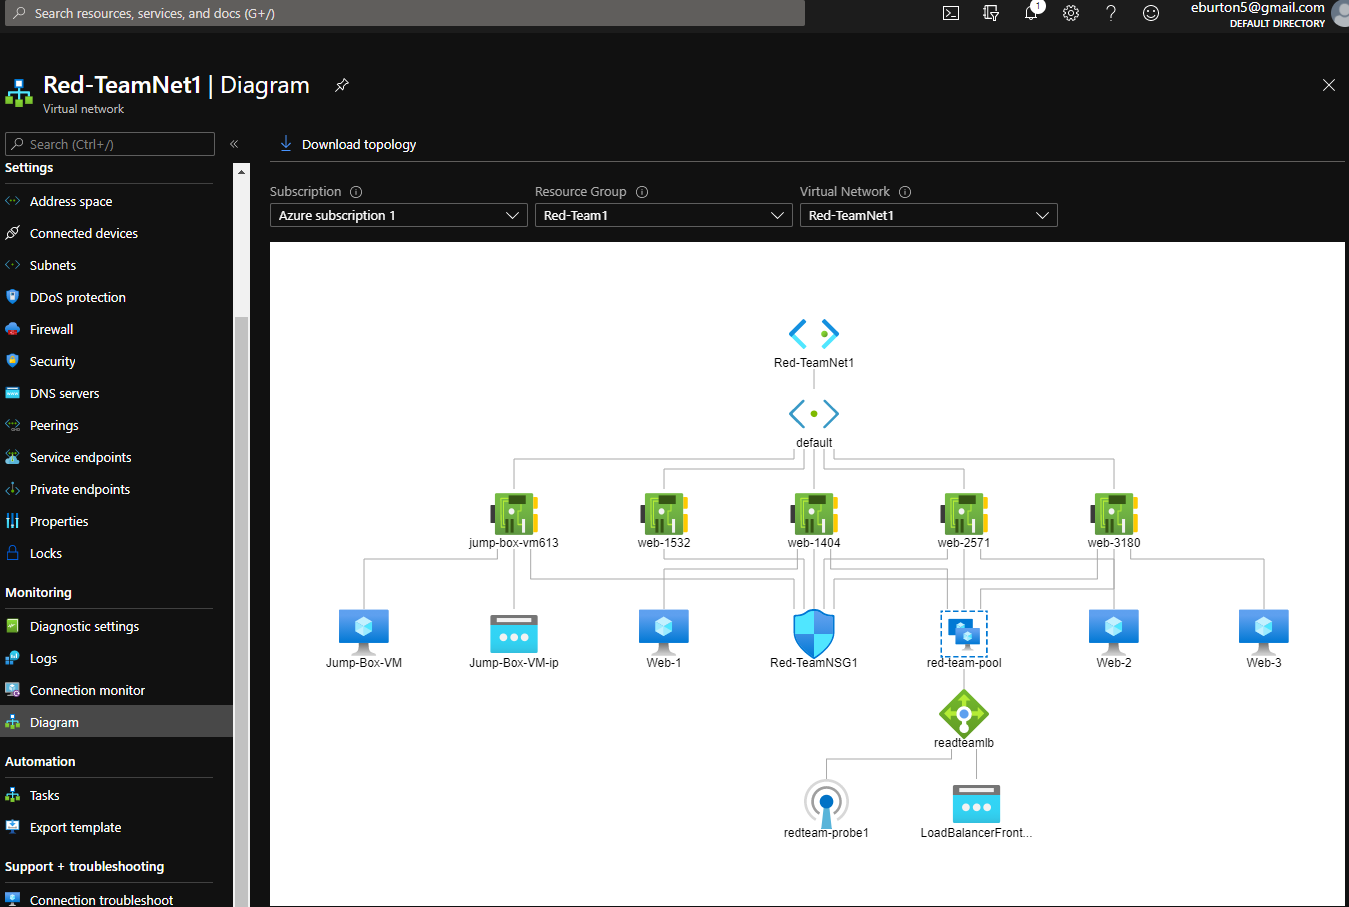 Search resources, services, and docs (G+/)
1
eburton5@gmail.com
DEFAULT DIRECTORY
Red-TeamNet1 | Diagram
Virtual network
Search (Ctrl+/)
«
Download topology
Settings
Address space
Connected devices
Subnets
DDoS protection
Firewall
Security
DNS servers
Peerings
Service endpoints
Private endpoints
Properties
Locks
Monitoring
Diagnostic settings
Logs
Connection monitor
Diagram
Automation
Tasks
Export template
Support + troubleshooting
Connection troubleshoot
Subscription
Resource Group
Virtual Network
Azure subscription 1
Red-Team1
Red-TeamNet1
Red-TeamNet1
default
jump-box-vm613
web-1532
web-1404
web-2571
web-3180
Jump-Box-VM
Jump-Box-VM-ip
Web-1
Red-TeamNSG1
red-team-pool
Web-2
Web-3
readteamlb
redteam-probe1
LoadBalancerFront...